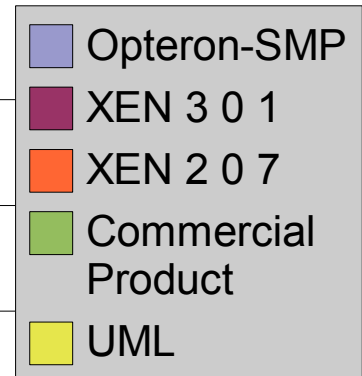 Opteron-SMP
XEN 3 0 1
XEN 2 0 7
Commercial
Product
UML